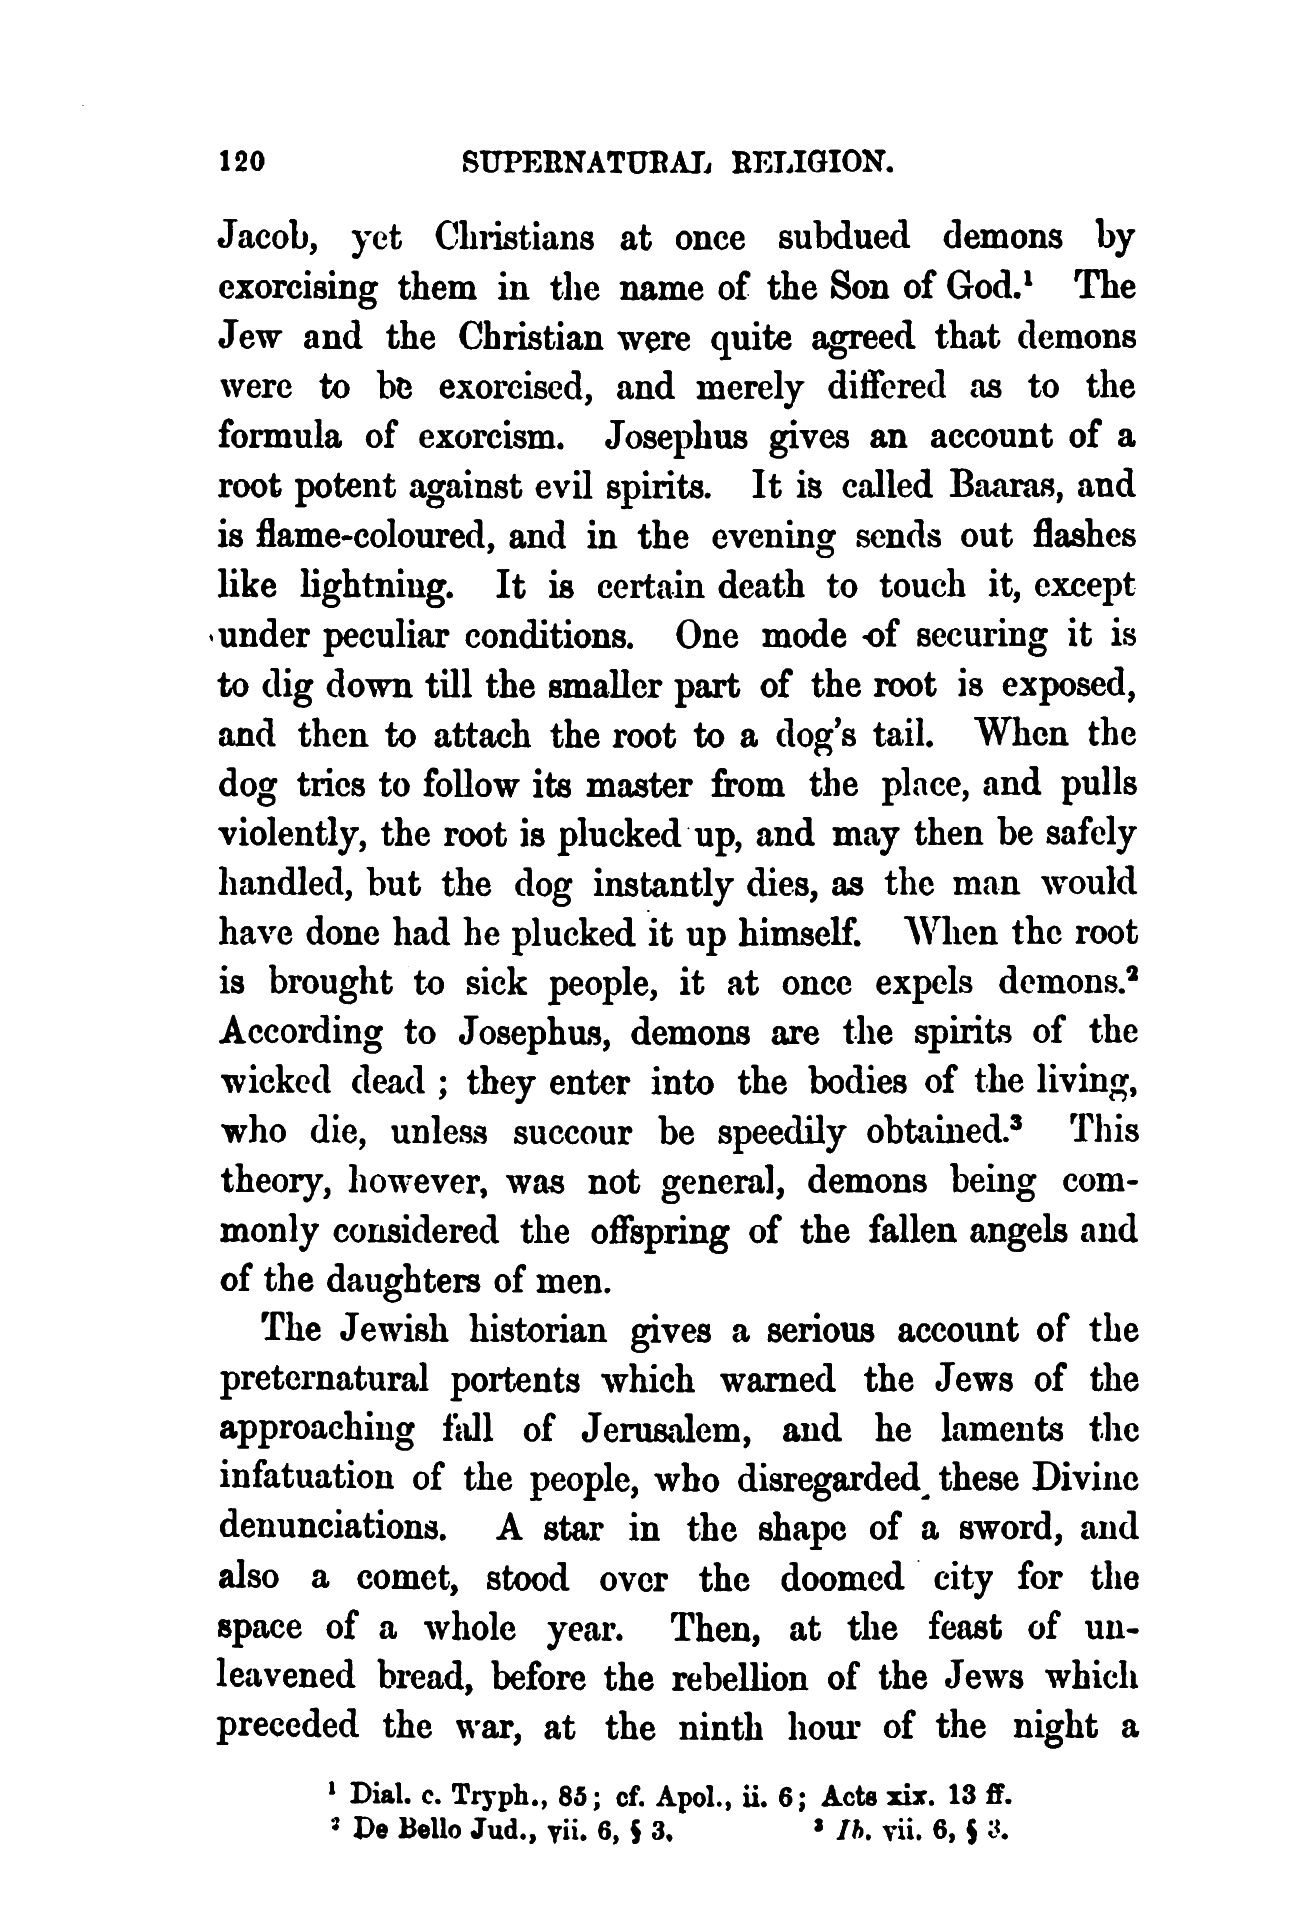 120 SUPERNATURAL RELIGION.
Jacob, yet Christians at once subdued demons by
exorcising them in the name of the Son of God.¹ The
Jew and the Christian were quite agreed that demons
were to be exorcised, and merely differed as to the
formula of exorcism. Josephus gives an account of a
root potent against evil spirits. It is called Baaras, and
is flame-coloured, and in the evening sends out flashes
like lightning. It is certain death to touch it, except
under peculiar conditions. One mode of securing it is
to dig down till the smaller part of the root is exposed,
and then to attach the root to a dog's tail. When the
dog tries to follow its master from the place, and pulls
violently, the root is plucked up, and may then be safely
handled, but the dog instantly dies, as the man would
have done had he plucked it up himself. When the root
is brought to sick people, it at once expels demons.²
According to Josephus, demons are the spirits of the
wicked dead ; they enter into the bodies of the living,
who die, unless succour be speedily obtained.³ This
theory, however, was not general, demons being com-
monly considered the offspring of the fallen angels and
of the daughters of men.
The Jewish historian gives a serious account of the
preternatural portents which warned the Jews of the
approaching fall of Jerusalem, and he laments the
infatuation of the people, who disregarded these Divine
denunciations. A star in the shape of a sword, and
also a comet, stood over the doomed city for the
space of a whole year. Then, at the feast of un-
leavened bread, before the rebellion of the Jews which
preceded the war, at the ninth hour of the night a
¹ Dial. c. Tryph., 85; cf. Apol., ii. 6; Acts xix. 13 ff.
² De Bello Jud., vii. 6, § 3. ³ Ib. vii. 6, § 3.